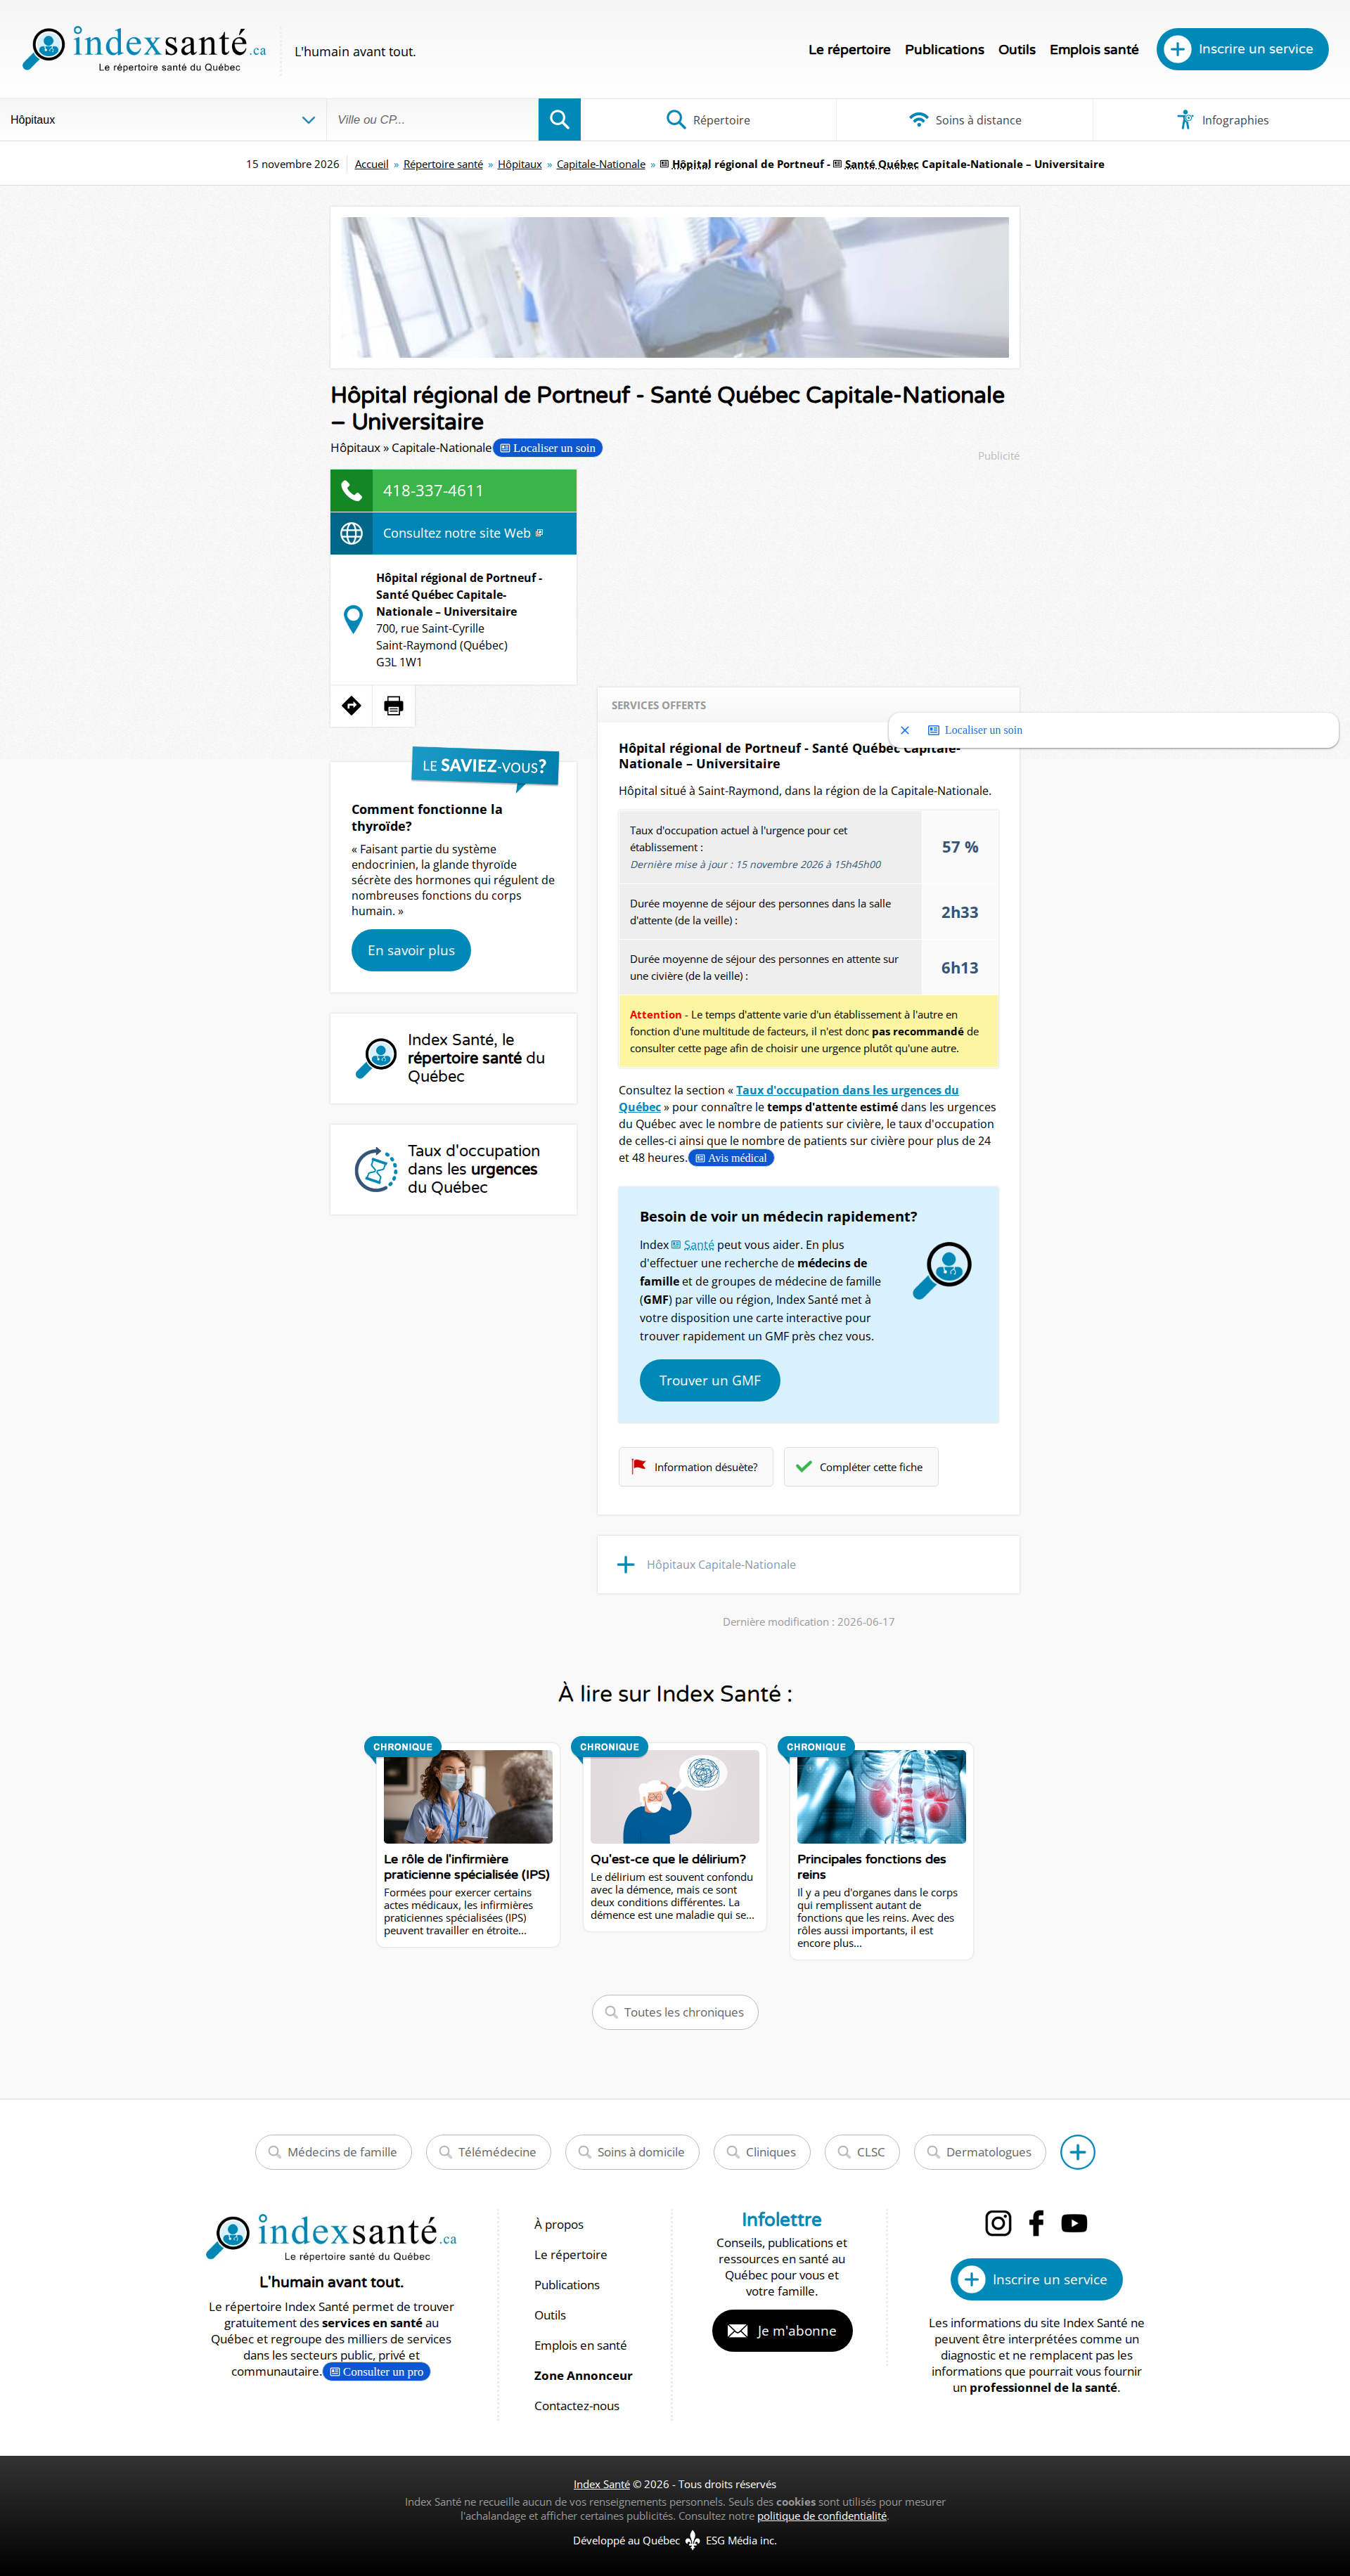 indexsanté.ca
Le répertoire santé du Québec
L'humain avant tout.
Le répertoire
Publications
Outils
Emplois santé
Inscrire un service
Hôpitaux
Ville ou CP...
Répertoire
Soins à distance
Infographies
15 novembre 2026
Accueil » Répertoire santé » Hôpitaux » Capitale-Nationale » Hôpital régional de Portneuf - Santé Québec Capitale-Nationale – Universitaire
Hôpital régional de Portneuf - Santé Québec Capitale-Nationale
– Universitaire
Hôpitaux » Capitale-Nationale Localiser un soin
Publicité
418-337-4611
Consultez notre site Web
Hôpital régional de Portneuf -
Santé Québec Capitale-
Nationale – Universitaire
700, rue Saint-Cyrille
Saint-Raymond (Québec)
G3L 1W1
LE SAVIEZ-VOUS?
Comment fonctionne la
thyroïde?
« Faisant partie du système
endocrinien, la glande thyroïde
sécrète des hormones qui régulent de
nombreuses fonctions du corps
humain. »
En savoir plus
Index Santé, le
répertoire santé du
Québec
Taux d'occupation
dans les urgences
du Québec
SERVICES OFFERTS
Localiser un soin
Hôpital régional de Portneuf - Santé Québec Capitale-
Nationale – Universitaire
Hôpital situé à Saint-Raymond, dans la région de la Capitale-Nationale.
Taux d'occupation actuel à l'urgence pour cet
établissement :
Dernière mise à jour : 15 novembre 2026 à 15h45h00
57 %
Durée moyenne de séjour des personnes dans la salle
d'attente (de la veille) :
2h33
Durée moyenne de séjour des personnes en attente sur
une civière (de la veille) :
6h13
Attention - Le temps d'attente varie d'un établissement à l'autre en
fonction d'une multitude de facteurs, il n'est donc pas recommandé de
consulter cette page afin de choisir une urgence plutôt qu'une autre.
Consultez la section « Taux d'occupation dans les urgences du
Québec » pour connaître le temps d'attente estimé dans les urgences
du Québec avec le nombre de patients sur civière, le taux d'occupation
de celles-ci ainsi que le nombre de patients sur civière pour plus de 24
et 48 heures. Avis médical
Besoin de voir un médecin rapidement?
Index Santé peut vous aider. En plus
d'effectuer une recherche de médecins de
famille et de groupes de médecine de famille
(GMF) par ville ou région, Index Santé met à
votre disposition une carte interactive pour
trouver rapidement un GMF près chez vous.
Trouver un GMF
Information désuète?
Compléter cette fiche
Hôpitaux Capitale-Nationale
Dernière modification : 2026-06-17
À lire sur Index Santé :
CHRONIQUE
Le rôle de l'infirmière
praticienne spécialisée (IPS)
Formées pour exercer certains
actes médicaux, les infirmières
praticiennes spécialisées (IPS)
peuvent travailler en étroite...
CHRONIQUE
Qu'est-ce que le délirium?
Le délirium est souvent confondu
avec la démence, mais ce sont
deux conditions différentes. La
démence est une maladie qui se...
CHRONIQUE
Principales fonctions des
reins
Il y a peu d'organes dans le corps
qui remplissent autant de
fonctions que les reins. Avec des
rôles aussi importants, il est
encore plus...
Toutes les chroniques
Médecins de famille
Télémédecine
Soins à domicile
Cliniques
CLSC
Dermatologues
indexsanté.ca
Le répertoire santé du Québec
L'humain avant tout.
Le répertoire Index Santé permet de trouver
gratuitement des services en santé au
Québec et regroupe des milliers de services
dans les secteurs public, privé et
communautaire. Consulter un pro
À propos
Le répertoire
Publications
Outils
Emplois en santé
Zone Annonceur
Contactez-nous
Infolettre
Conseils, publications et
ressources en santé au
Québec pour vous et
votre famille.
Je m'abonne
Inscrire un service
Les informations du site Index Santé ne
peuvent être interprétées comme un
diagnostic et ne remplacent pas les
informations que pourrait vous fournir
un professionnel de la santé.
Index Santé © 2026 - Tous droits réservés
Index Santé ne recueille aucun de vos renseignements personnels. Seuls des cookies sont utilisés pour mesurer
l'achalandage et afficher certaines publicités. Consultez notre politique de confidentialité.
Développé au Québec ESG Média inc.